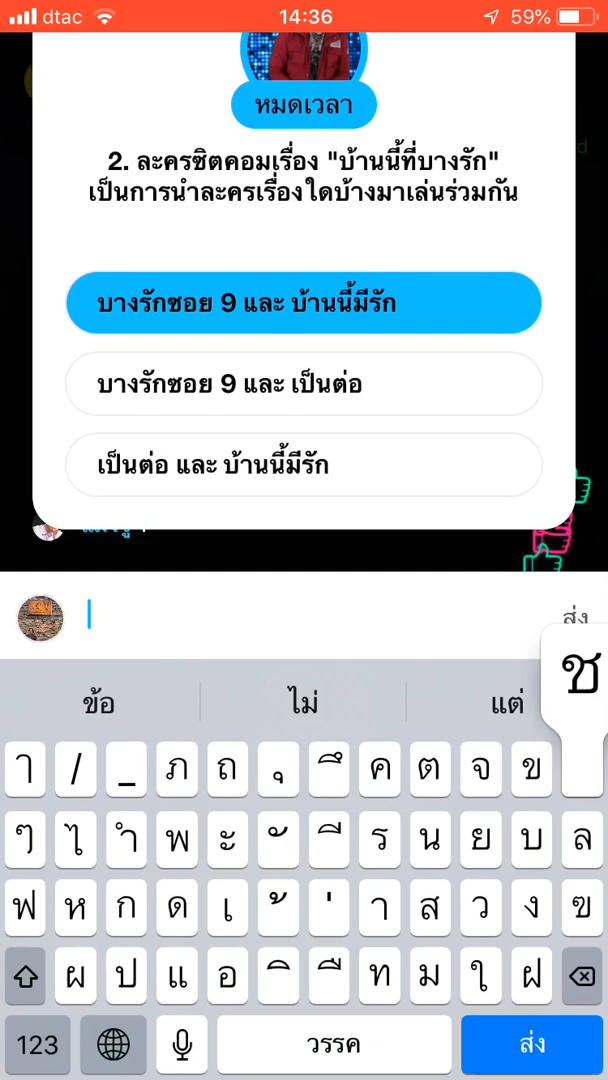 dtac 14:36 59%
หมดเวลา
2. ละครซิตคอมเรื่อง "บ้านนี้ที่บางรัก"
เป็นการนำละครเรื่องใดบ้างมาเล่นร่วมกัน
บางรักซอย 9 และ บ้านนี้มีรัก
บางรักซอย 9 และ เป็นต่อ
เป็นต่อ และ บ้านนี้มีรัก
ส่ง
ช
ข้อ ไม่ แต่
ๅ / _ ภ ถ ุ ึ ค ต จ ข
ๆ ไ ำ พ ะ ั ี ร น ย บ ล
ฟ ห ก ด เ ้ ่ า ส ว ง ฃ
ผ ป แ อ ิ ื ท ม ใ ฝ
123 วรรค ส่ง